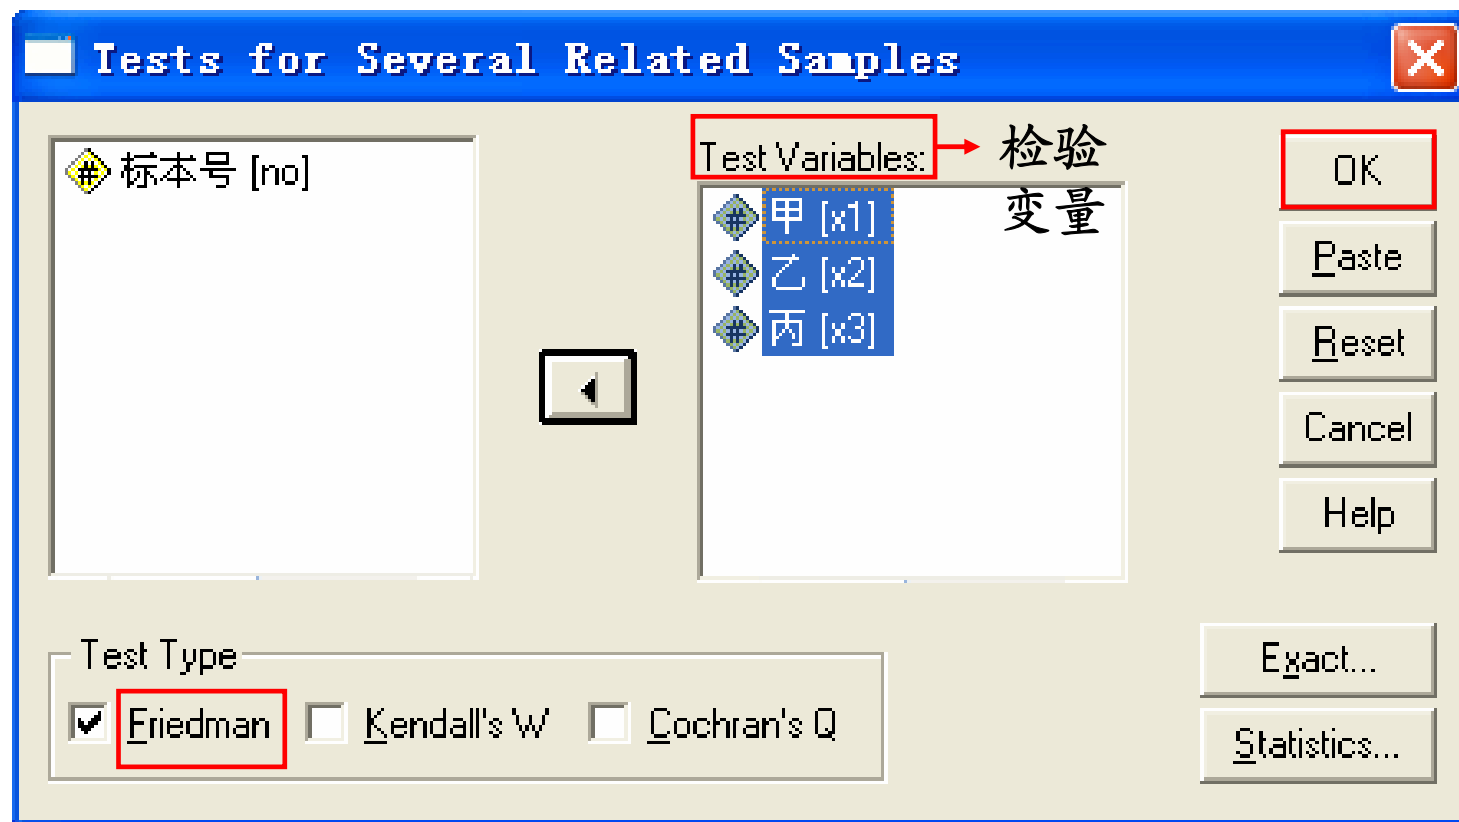 Tests for Several Related Samples
标本号 [no]
Test Variables:
检验
变量
甲 [x1]
乙 [x2]
丙 [x3]
OK
Paste
Reset
Cancel
Help
Test Type
Friedman
Kendall's W
Cochran's Q
Exact...
Statistics...